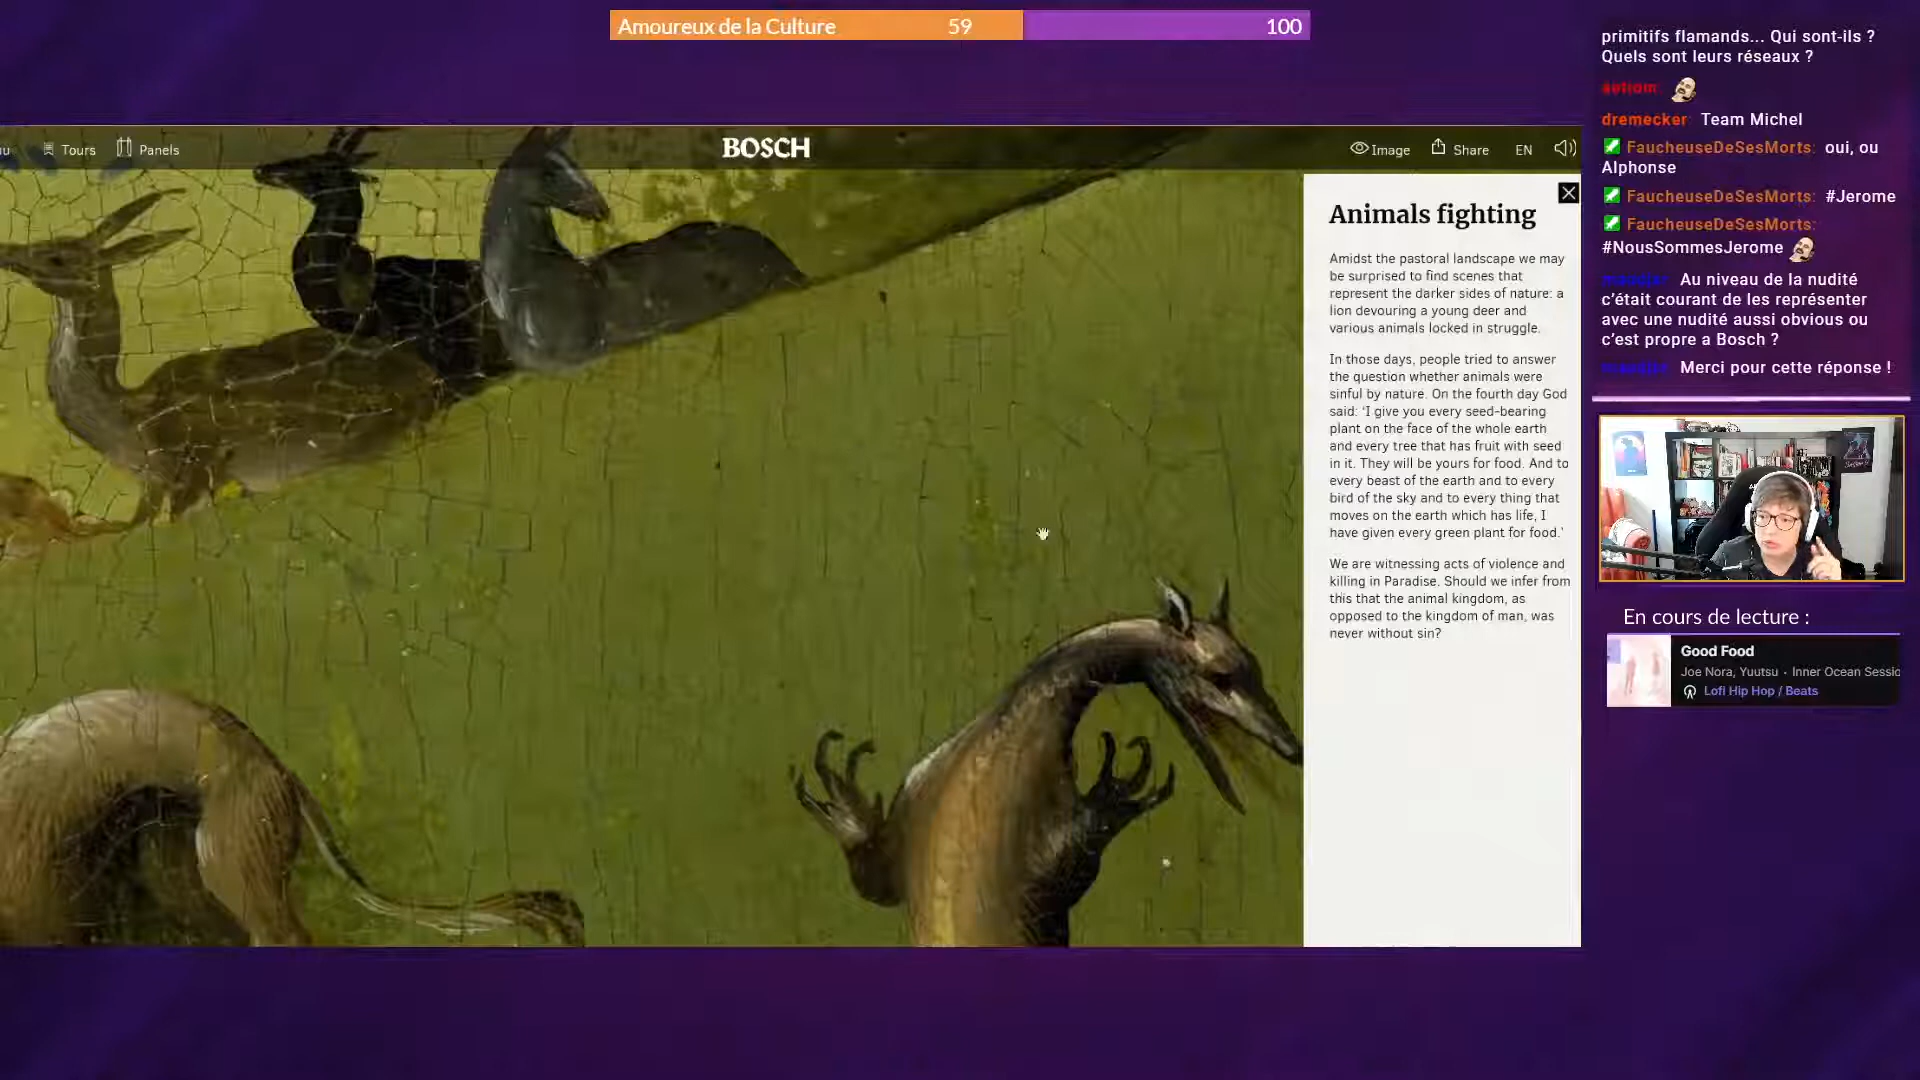 Amoureux de la Culture 59 100
Tours Panels BOSCH Image Share EN
Animals fighting
Amidst the pastoral landscape we may
be surprised to find scenes that
represent the darker sides of nature: a
lion devouring a young deer and
various animals locked in struggle.
In those days, people tried to answer
the question whether animals were
sinful by nature. On the fourth day God
said: ‘I give you every seed-bearing
plant on the face of the whole earth
and every tree that has fruit with seed
in it. They will be yours for food. And to
every beast of the earth and to every
bird of the sky and to every thing that
moves on the earth which has life, I
have given every green plant for food.’
We are witnessing acts of violence and
killing in Paradise. Should we infer from
this that the animal kingdom, as
opposed to the kingdom of man, was
never without sin?
primitifs flamands... Qui sont-ils ?
Quels sont leurs réseaux ?
dremecker: Team Michel
FaucheuseDeSesMorts: oui, ou
Alphonse
FaucheuseDeSesMorts: #Jerome
FaucheuseDeSesMorts:
#NousSommesJerome
Au niveau de la nudité
c’était courant de les représenter
avec une nudité aussi obvious ou
c’est propre a Bosch ?
Merci pour cette réponse !
En cours de lecture :
Good Food
Joe Nora, Yuutsu • Inner Ocean Sessio
Lofi Hip Hop / Beats